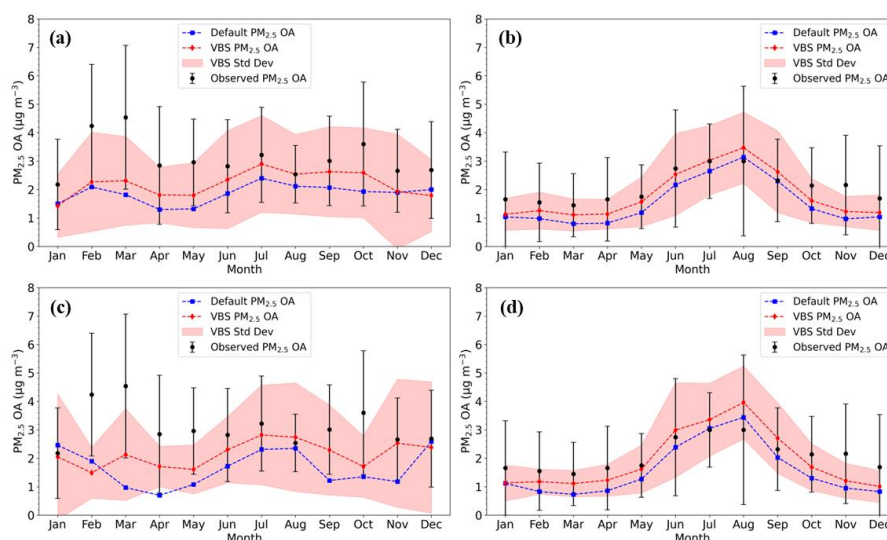 (a)
Default PM2.5 OA
VBS PM2.5 OA
VBS Std Dev
Observed PM2.5 OA
8
7
6
5
4
3
2
1
0
PM2.5 OA (µg m⁻³)
Jan Feb Mar Apr May Jun Jul Aug Sep Oct Nov Dec
Month
(b)
Default PM2.5 OA
VBS PM2.5 OA
VBS Std Dev
Observed PM2.5 OA
8
7
6
5
4
3
2
1
0
PM2.5 OA (µg m⁻³)
Jan Feb Mar Apr May Jun Jul Aug Sep Oct Nov Dec
Month
(c)
Default PM2.5 OA
VBS PM2.5 OA
VBS Std Dev
Observed PM2.5 OA
8
7
6
5
4
3
2
1
0
PM2.5 OA (µg m⁻³)
Jan Feb Mar Apr May Jun Jul Aug Sep Oct Nov Dec
Month
(d)
Default PM2.5 OA
VBS PM2.5 OA
VBS Std Dev
Observed PM2.5 OA
8
7
6
5
4
3
2
1
0
PM2.5 OA (µg m⁻³)
Jan Feb Mar Apr May Jun Jul Aug Sep Oct Nov Dec
Month